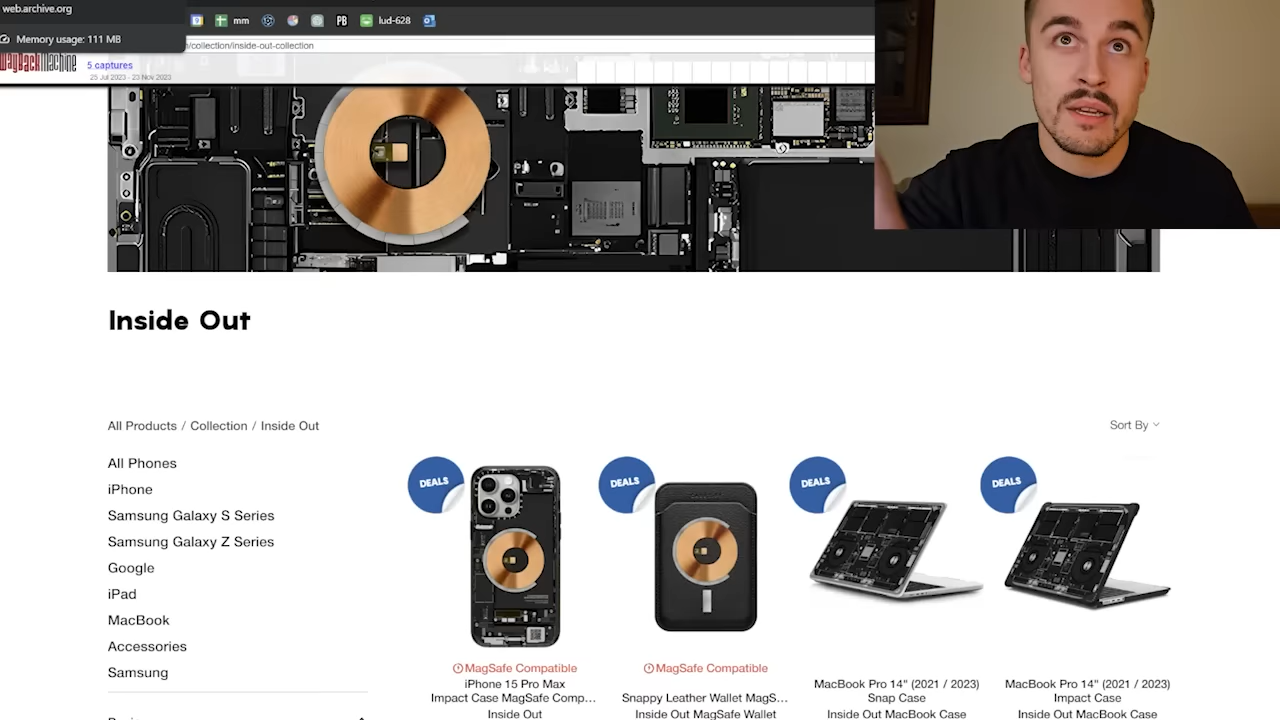 web.archive.org
Memory usage: 111 MB
mm
PB
lud-628
/collection/inside-out-collection
WayBackMachine
5 captures
25 Jul 2023 - 23 Nov 2023
Inside Out
All Products / Collection / Inside Out
Sort By
All Phones
iPhone
Samsung Galaxy S Series
Samsung Galaxy Z Series
Google
iPad
MacBook
Accessories
Samsung
DEALS
DEALS
DEALS
DEALS
MagSafe Compatible
iPhone 15 Pro Max
Impact Case MagSafe Comp...
Inside Out
MagSafe Compatible
Snappy Leather Wallet MagS...
Inside Out MagSafe Wallet
MacBook Pro 14" (2021 / 2023)
Snap Case
Inside Out MacBook Case
MacBook Pro 14" (2021 / 2023)
Impact Case
Inside Out MacBook Case